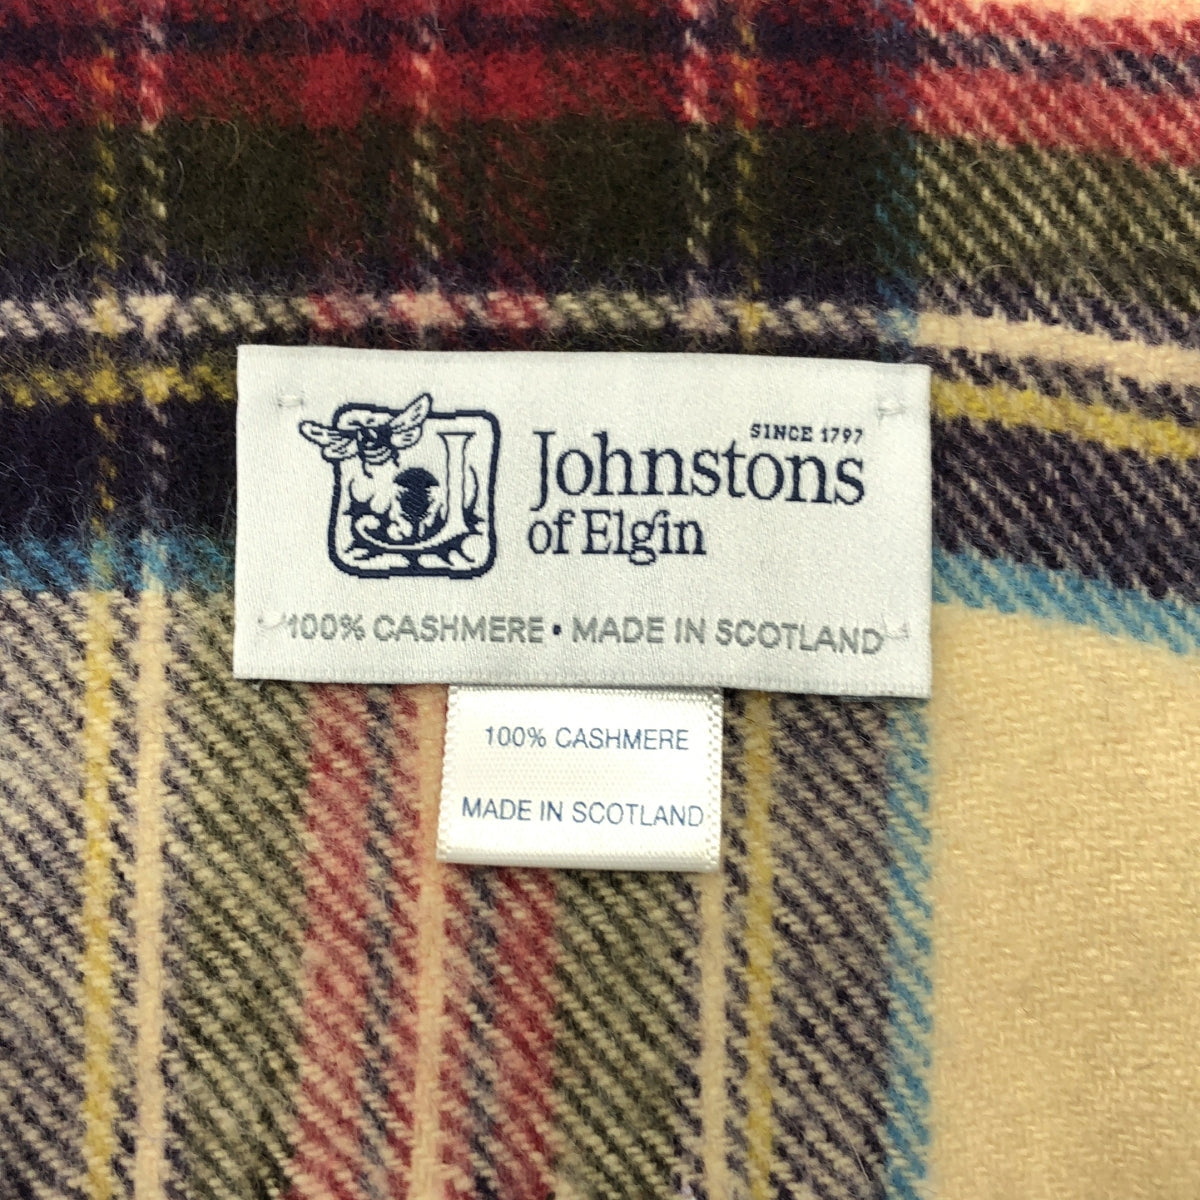 SINCE 1797
Johnstons
of Elgin
100% CASHMERE • MADE IN SCOTLAND
100% CASHMERE
MADE IN SCOTLAND